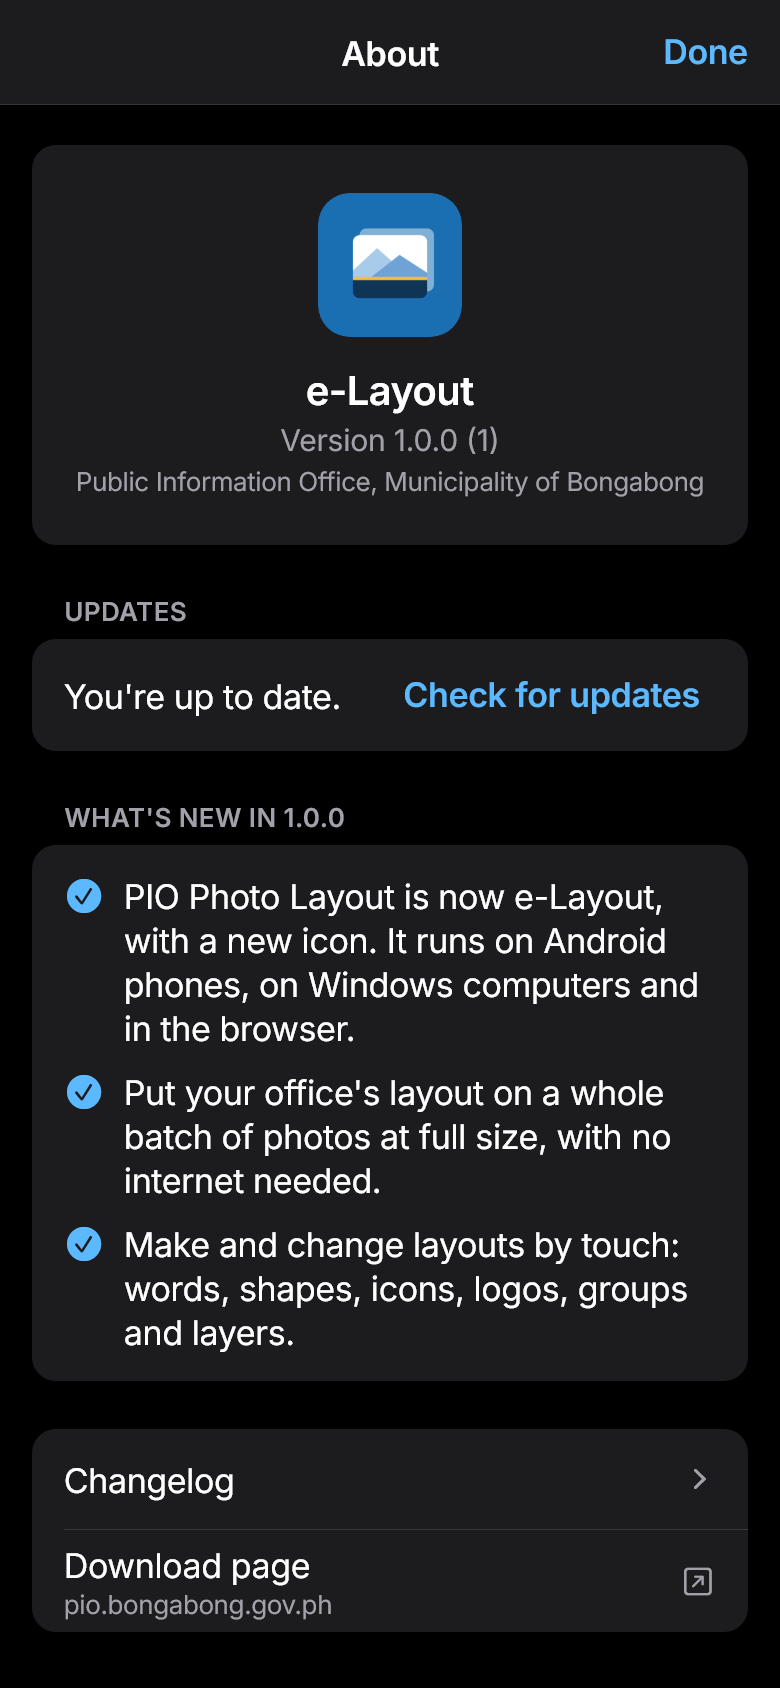 About
Done
e-Layout
Version 1.0.0 (1)
Public Information Office, Municipality of Bongabong
UPDATES
You're up to date.
Check for updates
WHAT'S NEW IN 1.0.0
PIO Photo Layout is now e-Layout,
with a new icon. It runs on Android
phones, on Windows computers and
in the browser.
Put your office's layout on a whole
batch of photos at full size, with no
internet needed.
Make and change layouts by touch:
words, shapes, icons, logos, groups
and layers.
Changelog
Download page
pio.bongabong.gov.ph